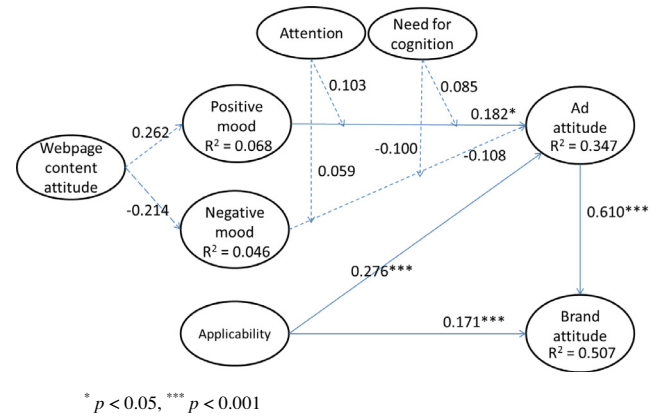 Attention
Need for
cognition
0.103
0.085
Positive
mood
R² = 0.068
0.182*
Ad
attitude
R² = 0.347
0.262
Webpage
content
attitude
-0.100
-0.108
0.059
-0.214
Negative
mood
R² = 0.046
0.610***
0.276***
Applicability
0.171***
Brand
attitude
R² = 0.507
* p < 0.05, *** p < 0.001